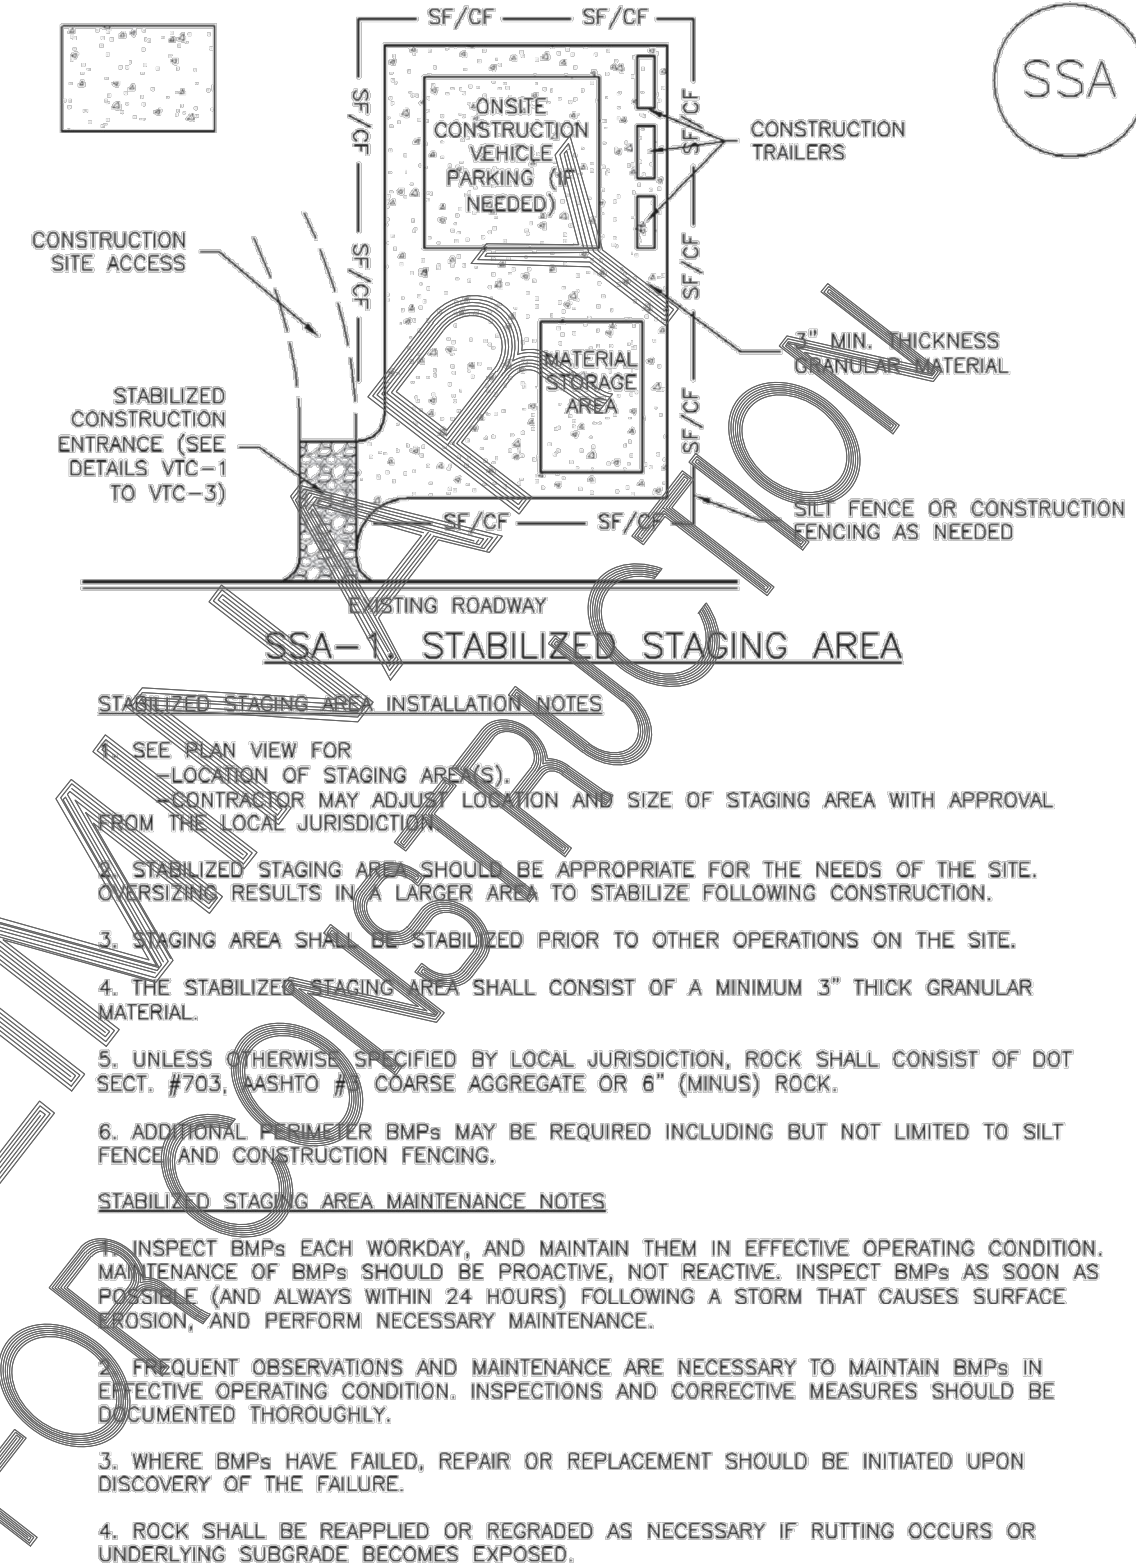 SF/CF SF/CF
SSA
SF/CF
SF/CF
SF/CF
SF/CF
SF/CF
ONSITE
CONSTRUCTION
VEHICLE
PARKING (IF
NEEDED)
CONSTRUCTION
TRAILERS
CONSTRUCTION
SITE ACCESS
3" MIN. THICKNESS
GRANULAR MATERIAL
MATERIAL
STORAGE
AREA
STABILIZED
CONSTRUCTION
ENTRANCE (SEE
DETAILS VTC-1
TO VTC-3)
SILT FENCE OR CONSTRUCTION
FENCING AS NEEDED
SF/CF SF/CF
EXISTING ROADWAY
SSA-1. STABILIZED STAGING AREA
STABILIZED STAGING AREA INSTALLATION NOTES
1. SEE PLAN VIEW FOR
-LOCATION OF STAGING AREA(S).
-CONTRACTOR MAY ADJUST LOCATION AND SIZE OF STAGING AREA WITH APPROVAL
FROM THE LOCAL JURISDICTION.
2. STABILIZED STAGING AREA SHOULD BE APPROPRIATE FOR THE NEEDS OF THE SITE.
OVERSIZING RESULTS IN A LARGER AREA TO STABILIZE FOLLOWING CONSTRUCTION.
3. STAGING AREA SHALL BE STABILIZED PRIOR TO OTHER OPERATIONS ON THE SITE.
4. THE STABILIZED STAGING AREA SHALL CONSIST OF A MINIMUM 3" THICK GRANULAR
MATERIAL.
5. UNLESS OTHERWISE SPECIFIED BY LOCAL JURISDICTION, ROCK SHALL CONSIST OF DOT
SECT. #703, AASHTO #3 COARSE AGGREGATE OR 6" (MINUS) ROCK.
6. ADDITIONAL PERIMETER BMPs MAY BE REQUIRED INCLUDING BUT NOT LIMITED TO SILT
FENCE AND CONSTRUCTION FENCING.
STABILIZED STAGING AREA MAINTENANCE NOTES
1. INSPECT BMPs EACH WORKDAY, AND MAINTAIN THEM IN EFFECTIVE OPERATING CONDITION.
MAINTENANCE OF BMPs SHOULD BE PROACTIVE, NOT REACTIVE. INSPECT BMPs AS SOON AS
POSSIBLE (AND ALWAYS WITHIN 24 HOURS) FOLLOWING A STORM THAT CAUSES SURFACE
EROSION, AND PERFORM NECESSARY MAINTENANCE.
2. FREQUENT OBSERVATIONS AND MAINTENANCE ARE NECESSARY TO MAINTAIN BMPs IN
EFFECTIVE OPERATING CONDITION. INSPECTIONS AND CORRECTIVE MEASURES SHOULD BE
DOCUMENTED THOROUGHLY.
3. WHERE BMPs HAVE FAILED, REPAIR OR REPLACEMENT SHOULD BE INITIATED UPON
DISCOVERY OF THE FAILURE.
4. ROCK SHALL BE REAPPLIED OR REGRADED AS NECESSARY IF RUTTING OCCURS OR
UNDERLYING SUBGRADE BECOMES EXPOSED.
FOR CONSTRUCTION